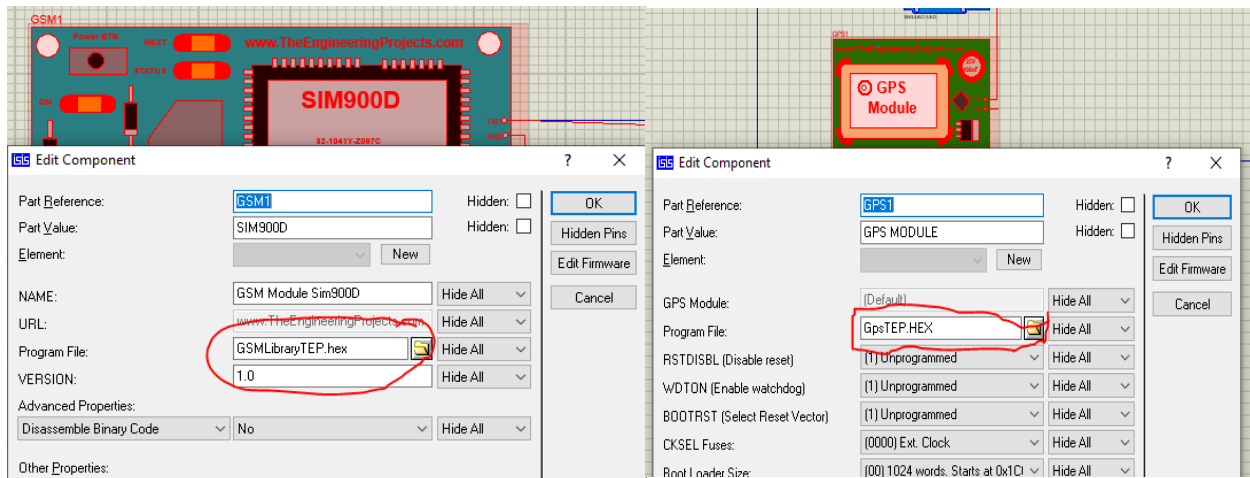 GSM1
Power BTN
NEXT
www.TheEngineeringProjects.com
STATUS
ON
SIM900D
Edit Component
? ✕
Part Reference:
GSM1
Hidden:
OK
Part Value:
SIM900D
Hidden:
Hidden Pins
Element:
New
Edit Firmware
NAME:
GSM Module Sim900D
Hide All
Cancel
URL:
www.TheEngineeringProjects.com
Hide All
Program File:
GSMLibraryTEP.hex
Hide All
VERSION:
1.0
Hide All
Advanced Properties:
Disassemble Binary Code
No
Hide All
Other Properties:
GPS1
www.TheEngineeringProjects.com
GPS
Module
Edit Component
? ✕
Part Reference:
GPS1
Hidden:
OK
Part Value:
GPS MODULE
Hidden:
Hidden Pins
Element:
New
Edit Firmware
GPS Module:
(Default)
Hide All
Cancel
Program File:
GpsTEP.HEX
Hide All
RSTDISBL (Disable reset)
(1) Unprogrammed
Hide All
WDTON (Enable watchdog)
(1) Unprogrammed
Hide All
BOOTRST (Select Reset Vector)
(1) Unprogrammed
Hide All
CKSEL Fuses:
(0000) Ext. Clock
Hide All
Boot Loader Size:
(00) 1024 words. Starts at 0x1C
Hide All